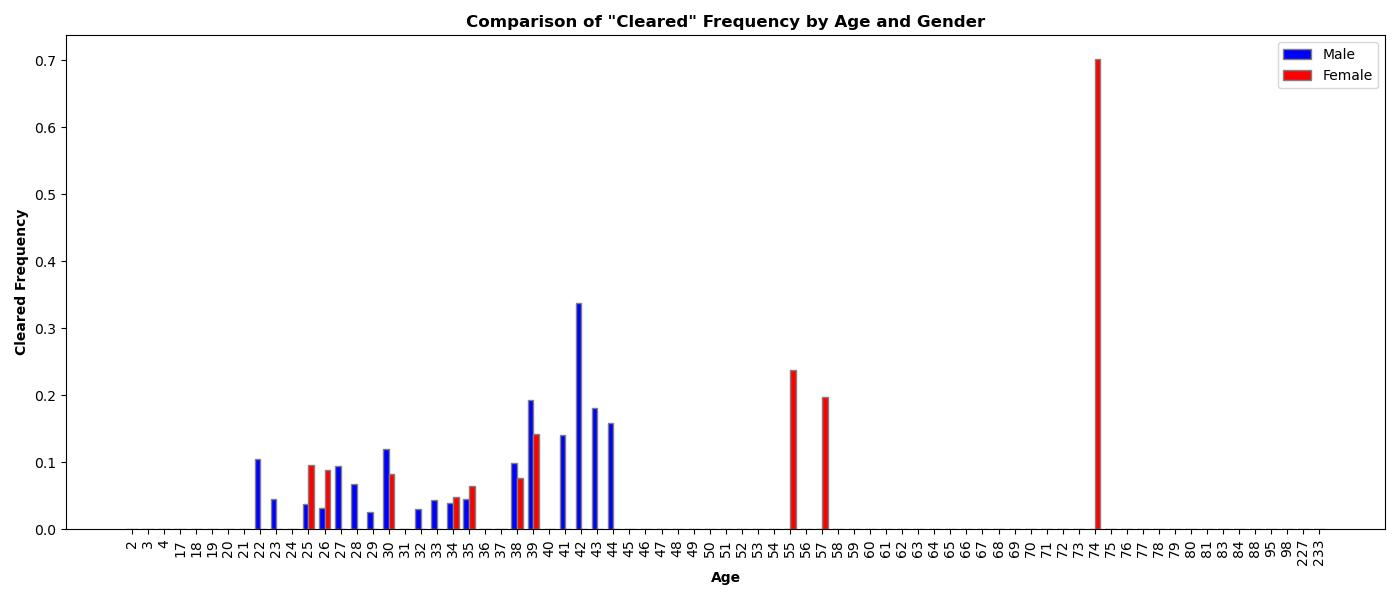 Comparison of "Cleared" Frequency by Age and Gender
Male
Female
0.7
0.6
0.5
0.4
0.3
0.2
0.1
0.0
Cleared Frequency
2 3 4 17 18 19 20 21 22 23 24 25 26 27 28 29 30 31 32 33 34 35 36 37 38 39 40 41 42 43 44 45 46 47 48 49 50 51 52 53 54 55 56 57 58 59 60 61 62 63 64 65 66 67 68 69 70 71 72 73 74 75 76 77 78 79 80 81 83 84 88 95 98 227 233
Age